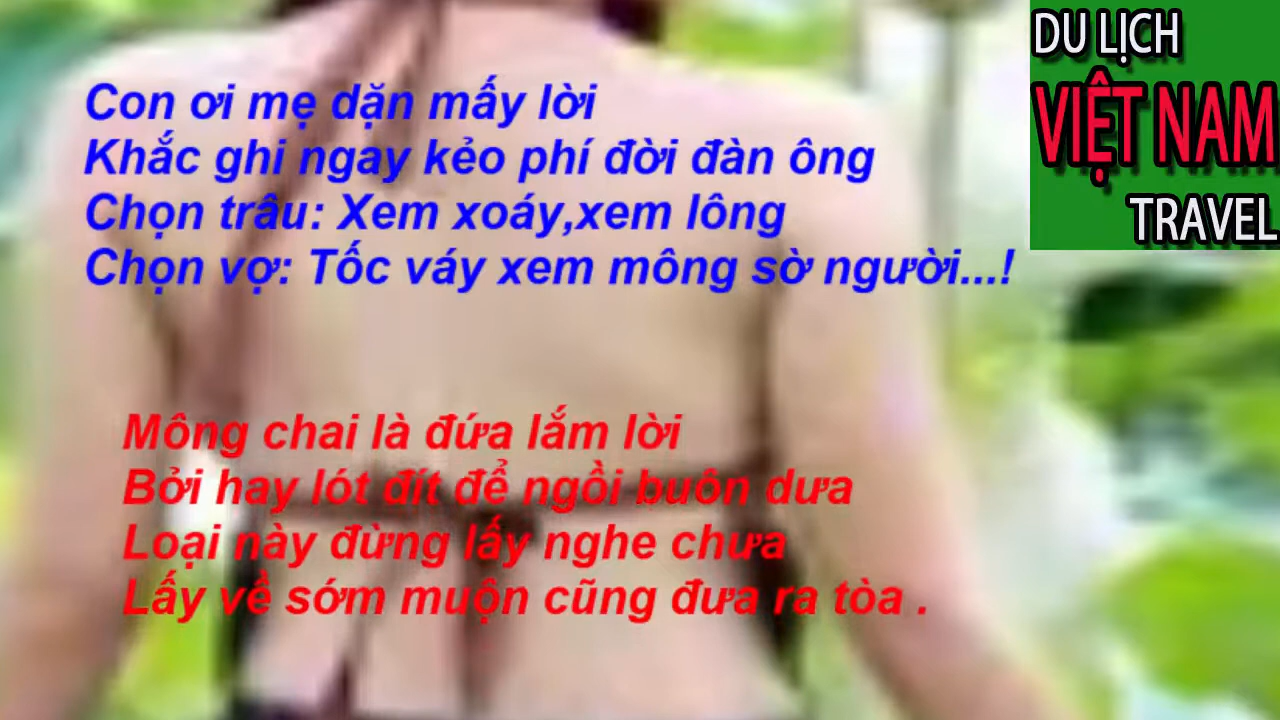 Con ơi mẹ dặn mấy lời
Khắc ghi ngay kẻo phí đời đàn ông
Chọn trâu: Xem xoáy,xem lông
Chọn vợ: Tốc váy xem mông sờ người...!
Mông chai là đứa lắm lời
Bởi hay lót đít để ngồi buôn dưa
Loại này đừng lấy nghe chưa
Lấy về sớm muộn cũng đưa ra tòa .
DU LỊCH
VIỆT NAM
TRAVEL